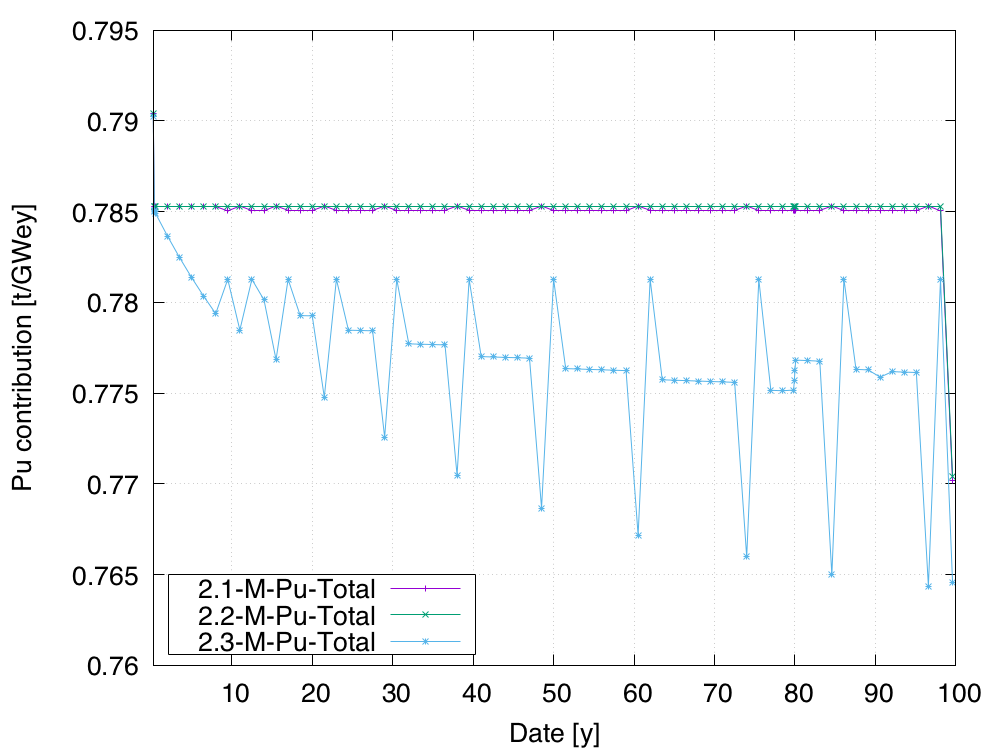 0.795
0.79
0.785
0.78
0.775
0.77
0.765
0.76
Pu contribution [t/GWey]
2.1-M-Pu-Total
2.2-M-Pu-Total
2.3-M-Pu-Total
10 20 30 40 50 60 70 80 90 100
Date [y]